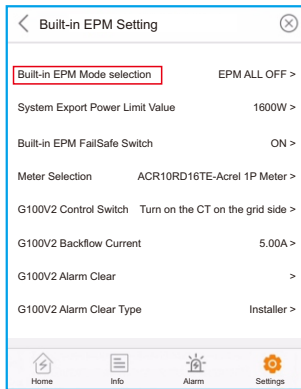 Built-in EPM Setting
Built-in EPM Mode selection EPM ALL OFF >
System Export Power Limit Value 1600W >
Built-in EPM FailSafe Switch ON >
Meter Selection ACR10RD16TE-Acrel 1P Meter >
G100V2 Control Switch Turn on the CT on the grid side >
G100V2 Backflow Current 5.00A >
G100V2 Alarm Clear >
G100V2 Alarm Clear Type Installer >
Home Info Alarm Settings